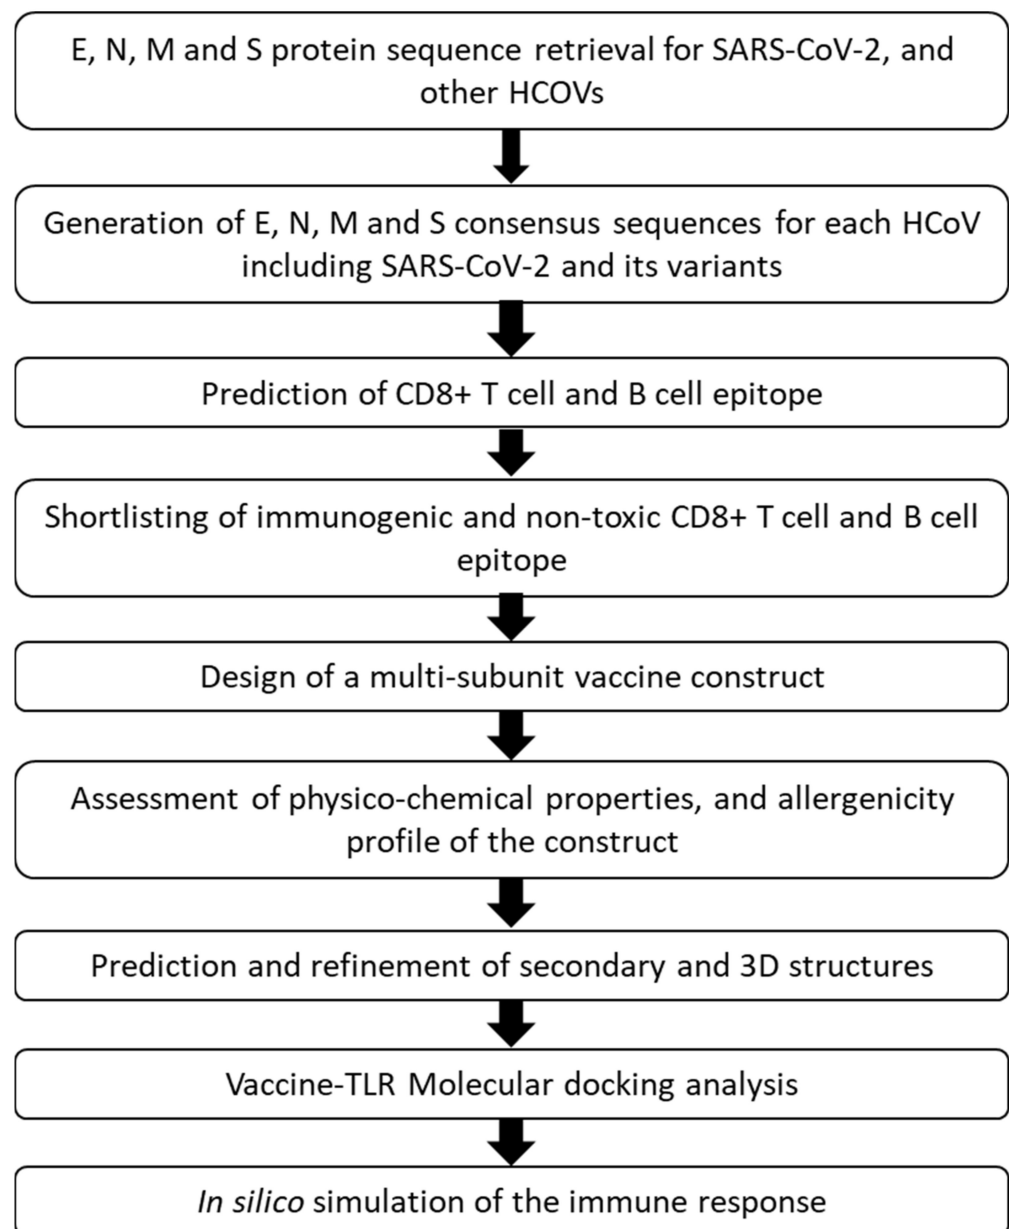 E, N, M and S protein sequence retrieval for SARS-CoV-2, and
other HCOVs
Generation of E, N, M and S consensus sequences for each HCoV
including SARS-CoV-2 and its variants
Prediction of CD8+ T cell and B cell epitope
Shortlisting of immunogenic and non-toxic CD8+ T cell and B cell
epitope
Design of a multi-subunit vaccine construct
Assessment of physico-chemical properties, and allergenicity
profile of the construct
Prediction and refinement of secondary and 3D structures
Vaccine-TLR Molecular docking analysis
In silico simulation of the immune response